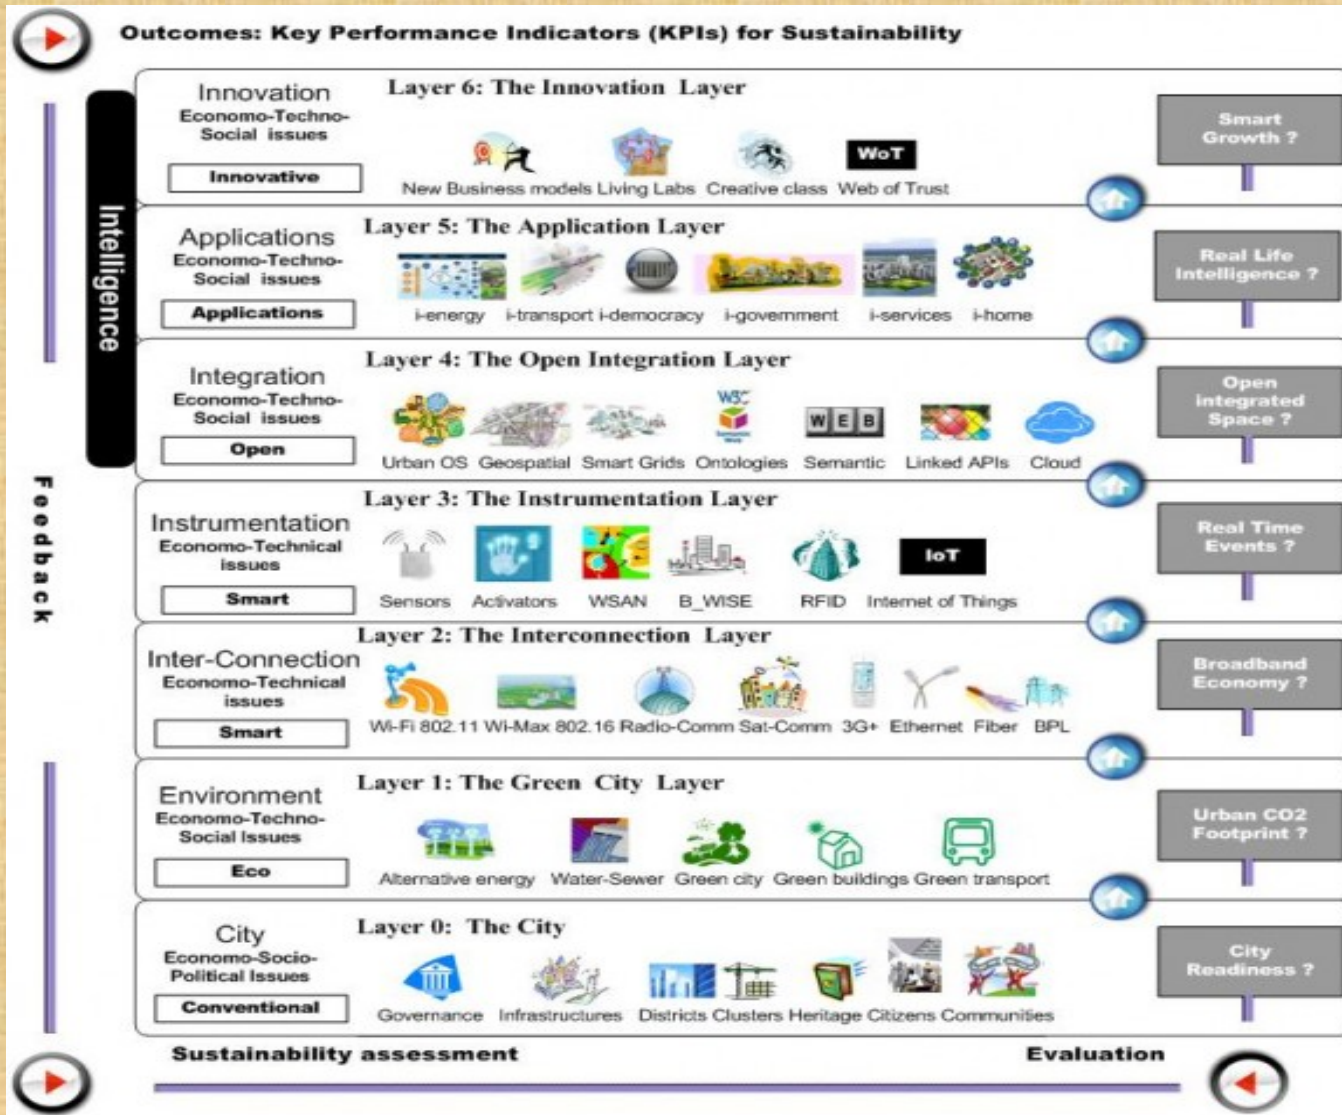 Outcomes: Key Performance Indicators (KPIs) for Sustainability
Intelligence
Feedback
Innovation
Economo-Techno-
Social issues
Innovative
Layer 6: The Innovation Layer
WoT
New Business models Living Labs Creative class Web of Trust
Smart
Growth ?
Applications
Economo-Techno-
Social issues
Applications
Layer 5: The Application Layer
i-energy i-transport i-democracy i-government i-services i-home
Real Life
Intelligence ?
Integration
Economo-Techno-
Social issues
Open
Layer 4: The Open Integration Layer
W3C
Semantic
Web
WEB
Urban OS Geospatial Smart Grids Ontologies Semantic Linked APIs Cloud
Open
integrated
Space ?
Instrumentation
Economo-Technical
issues
Smart
Layer 3: The Instrumentation Layer
IoT
Sensors Activators WSAN B_WISE RFID Internet of Things
Real Time
Events ?
Inter-Connection
Economo-Technical
issues
Smart
Layer 2: The Interconnection Layer
Wi-Fi 802.11 Wi-Max 802.16 Radio-Comm Sat-Comm 3G+ Ethernet Fiber BPL
Broadband
Economy ?
Environment
Economo-Techno-
Social Issues
Eco
Layer 1: The Green City Layer
Alternative energy Water-Sewer Green city Green buildings Green transport
Urban CO2
Footprint ?
City
Economo-Socio-
Political Issues
Conventional
Layer 0: The City
Governance Infrastructures Districts Clusters Heritage Citizens Communities
City
Readiness ?
Sustainability assessment
Evaluation